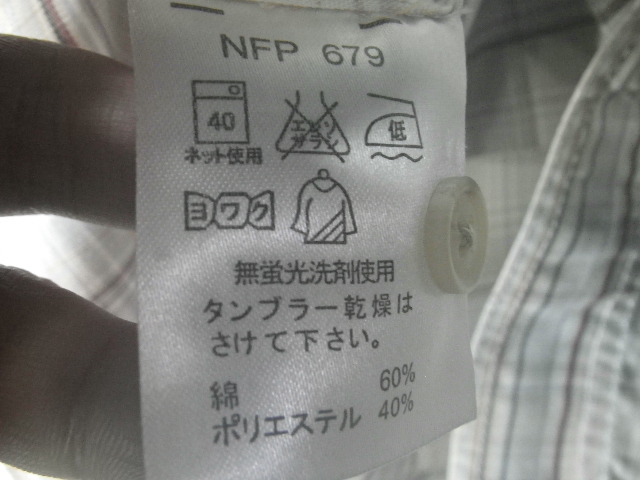 NFP 679
40
エンソ
サラシ
低
ネット使用
ヨワク
無蛍光洗剤使用
タンブラー乾燥は
さけて下さい。
綿 60%
ポリエステル 40%